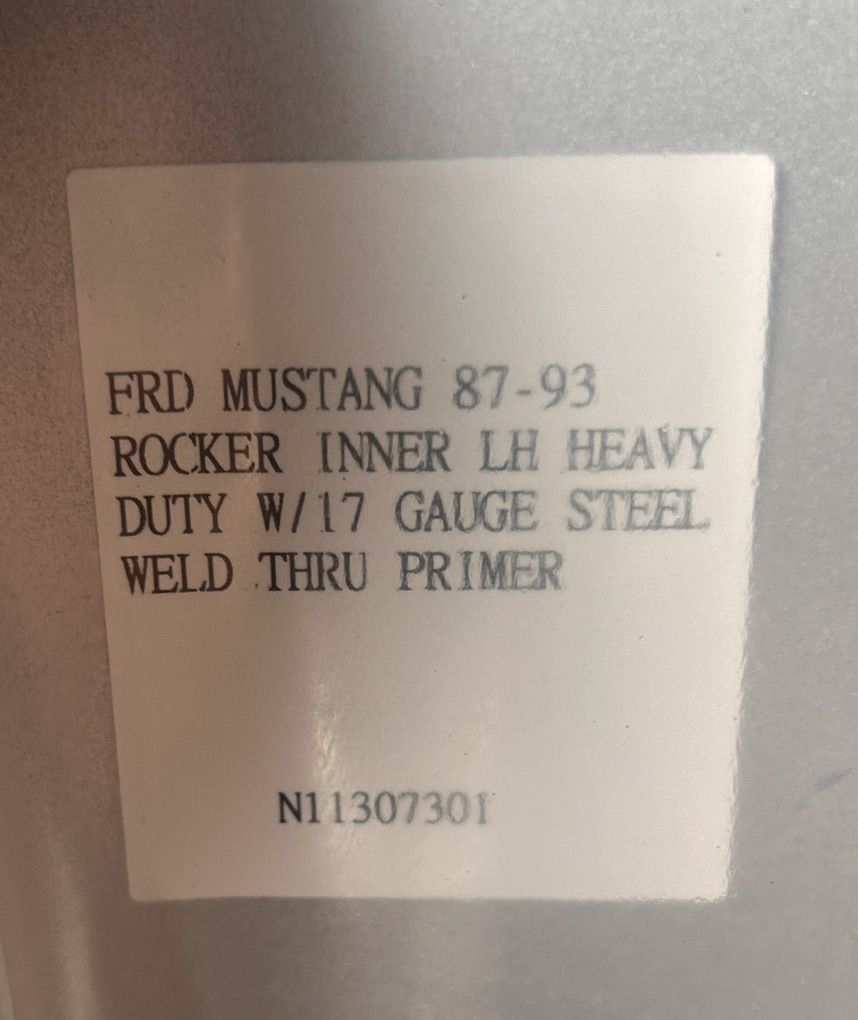 FRD MUSTANG 87-93
ROCKER INNER LH HEAVY
DUTY W/17 GAUGE STEEL
WELD THRU PRIMER
N11307301